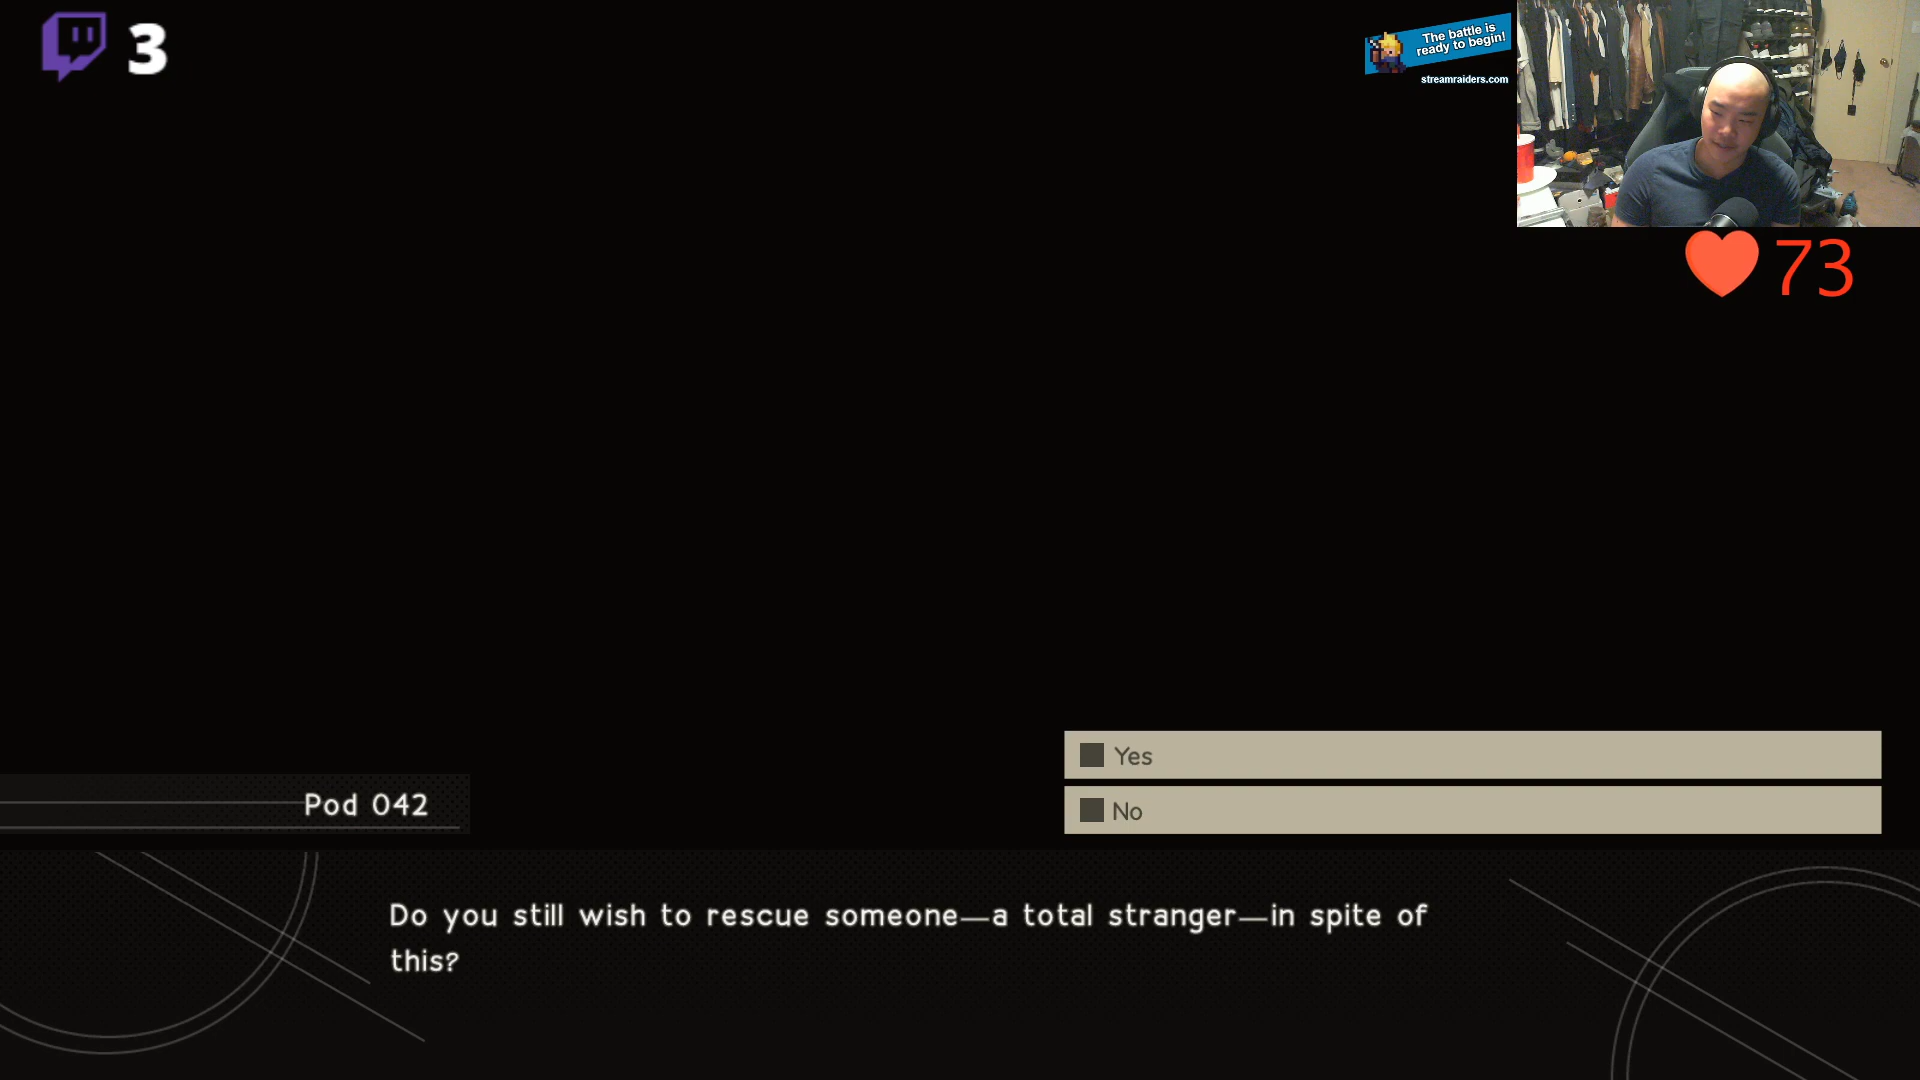 3
The battle is
ready to begin!
streamraiders.com
73
Yes
No
Pod 042
Do you still wish to rescue someone—a total stranger—in spite of
this?